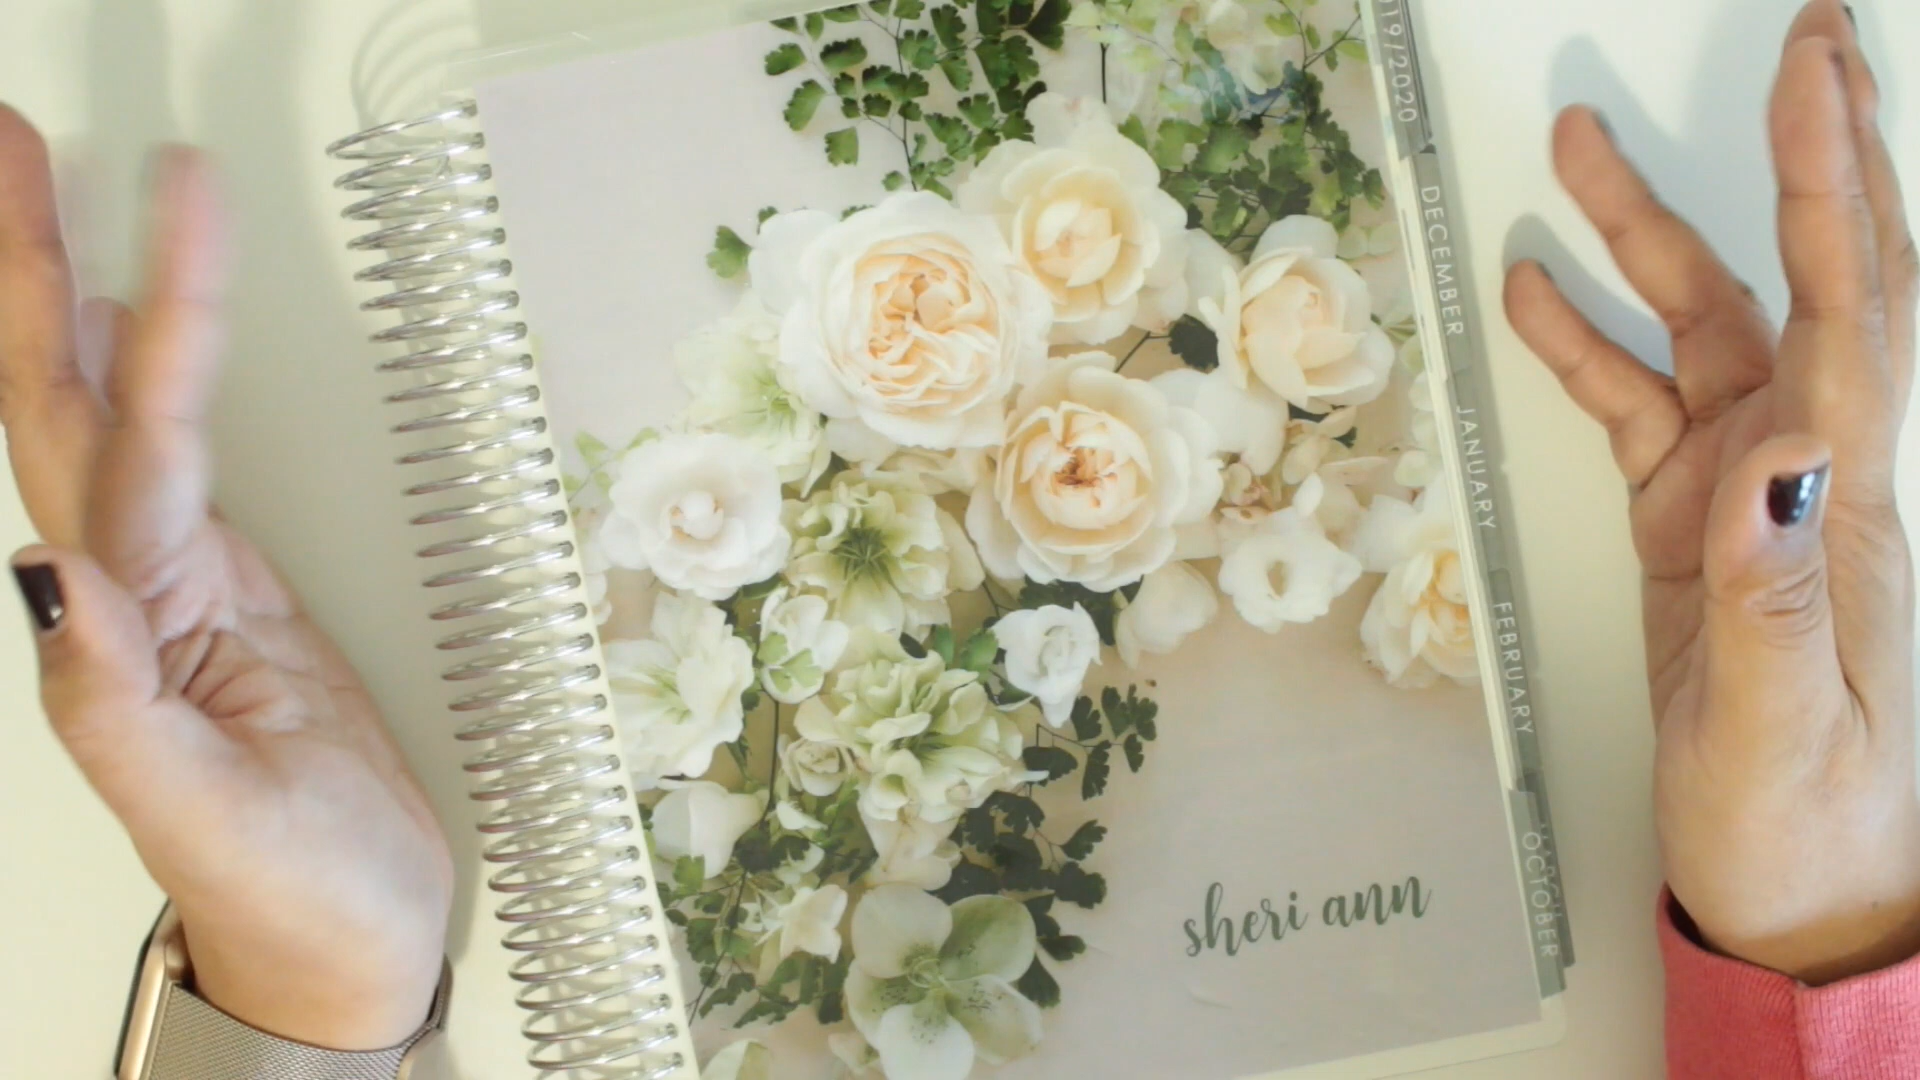 19/2020
DECEMBER
JANUARY
FEBRUARY
OCTOBER
sheri ann